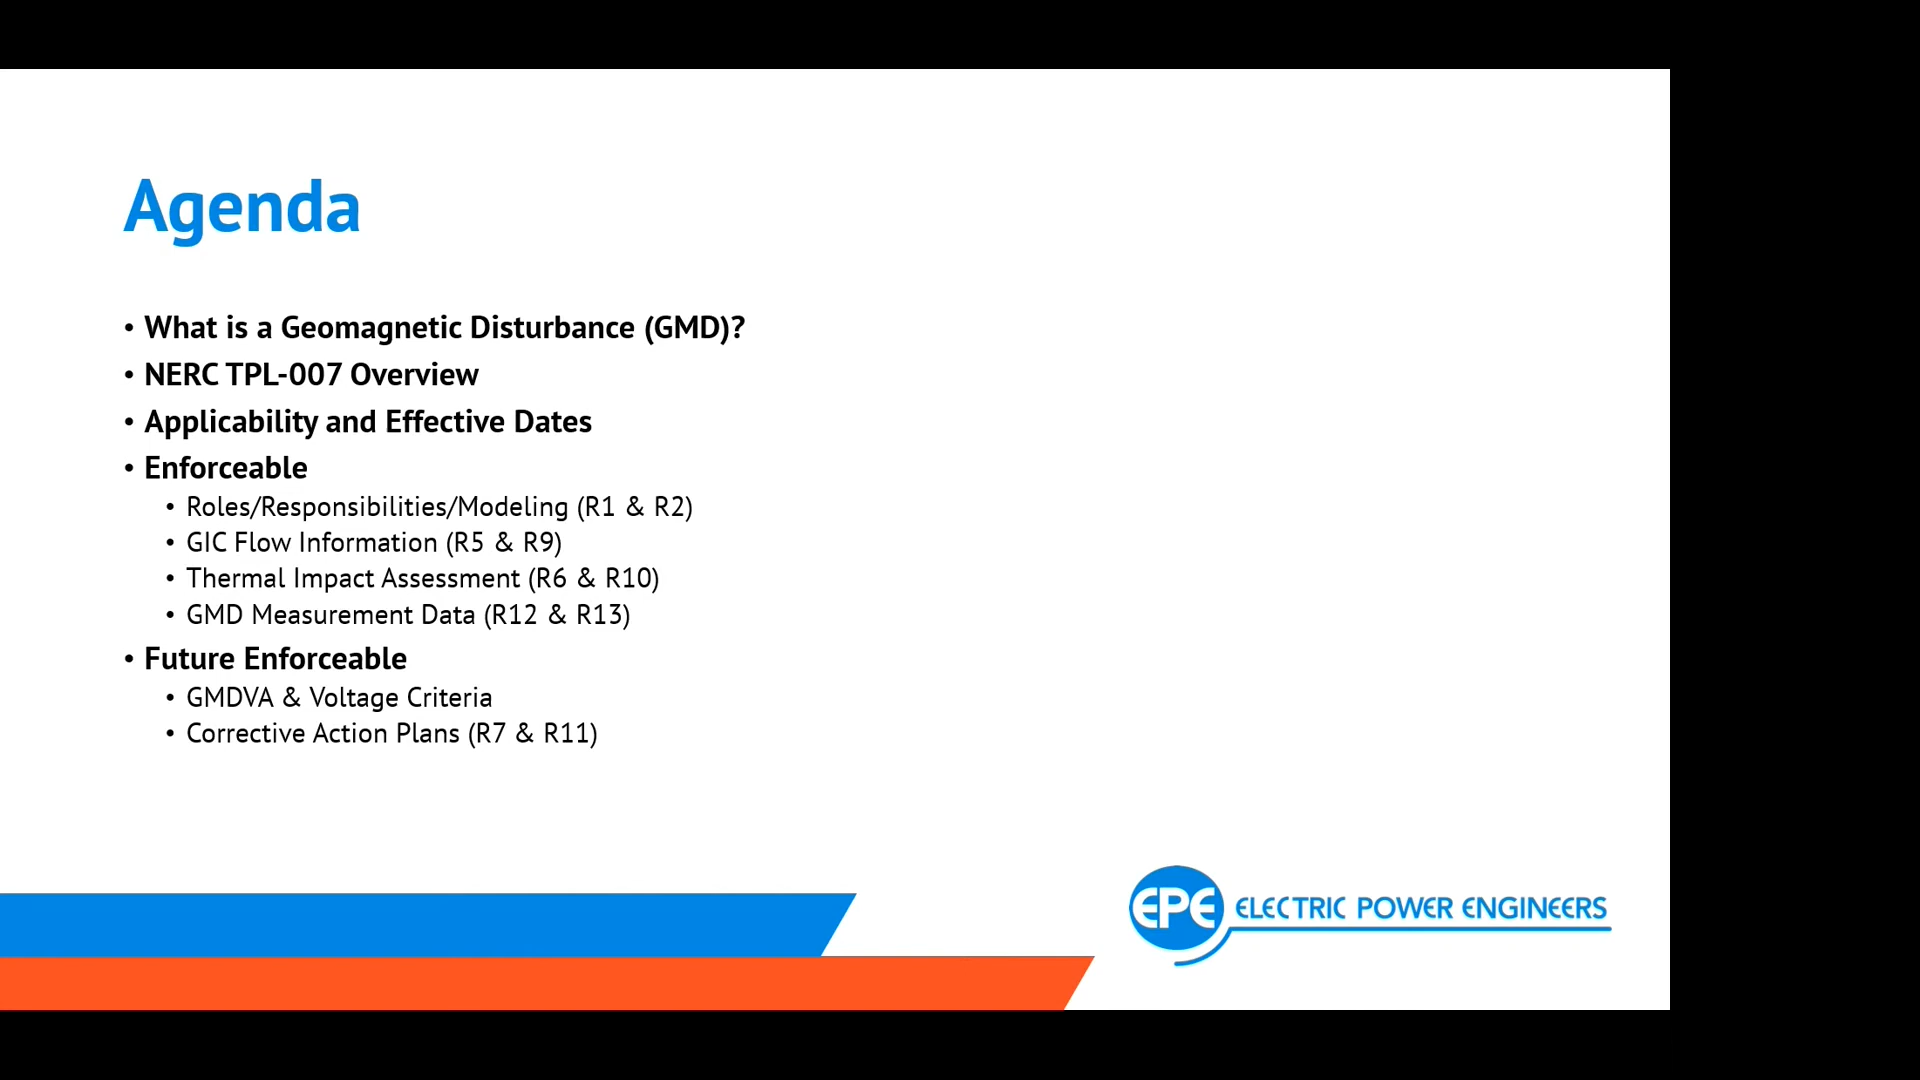 Agenda
• What is a Geomagnetic Disturbance (GMD)?
• NERC TPL-007 Overview
• Applicability and Effective Dates
• Enforceable
• Roles/Responsibilities/Modeling (R1 & R2)
• GIC Flow Information (R5 & R9)
• Thermal Impact Assessment (R6 & R10)
• GMD Measurement Data (R12 & R13)
• Future Enforceable
• GMDVA & Voltage Criteria
• Corrective Action Plans (R7 & R11)
EPE ELECTRIC POWER ENGINEERS